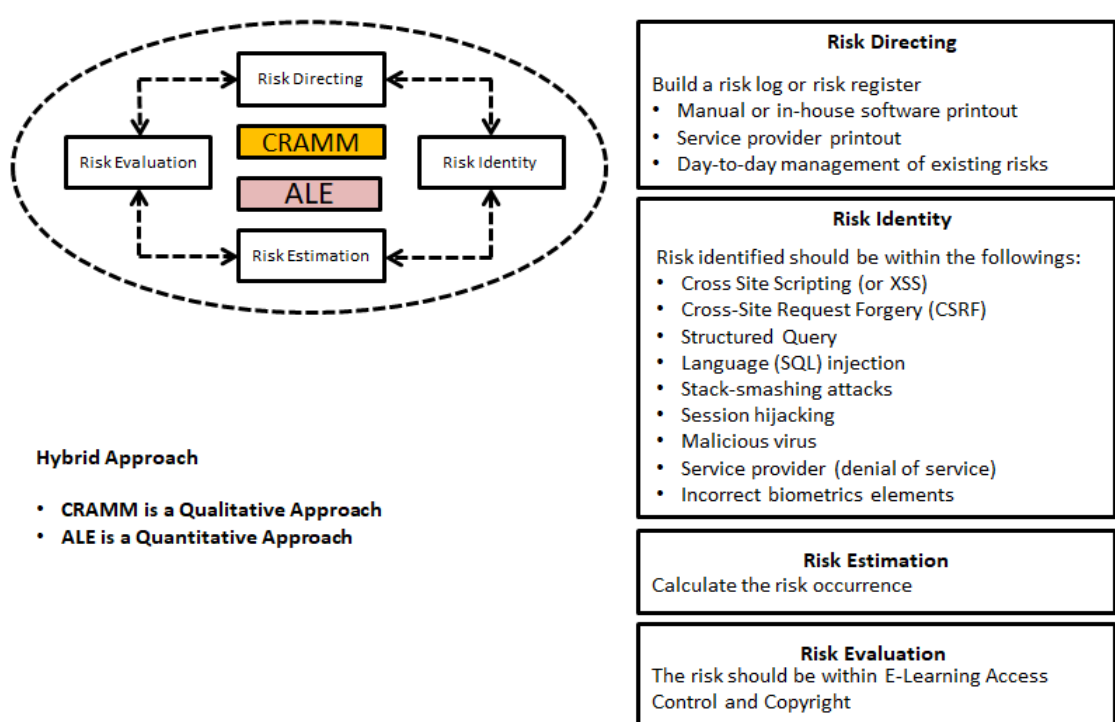 Risk Directing
CRAMM
Risk Evaluation
Risk Identity
ALE
Risk Estimation
Hybrid Approach
• CRAMM is a Qualitative Approach
• ALE is a Quantitative Approach
Risk Directing
Build a risk log or risk register
• Manual or in-house software printout
• Service provider printout
• Day-to-day management of existing risks
Risk Identity
Risk identified should be within the followings:
• Cross Site Scripting (or XSS)
• Cross-Site Request Forgery (CSRF)
• Structured Query
• Language (SQL) injection
• Stack-smashing attacks
• Session hijacking
• Malicious virus
• Service provider (denial of service)
• Incorrect biometrics elements
Risk Estimation
Calculate the risk occurrence
Risk Evaluation
The risk should be within E-Learning Access
Control and Copyright